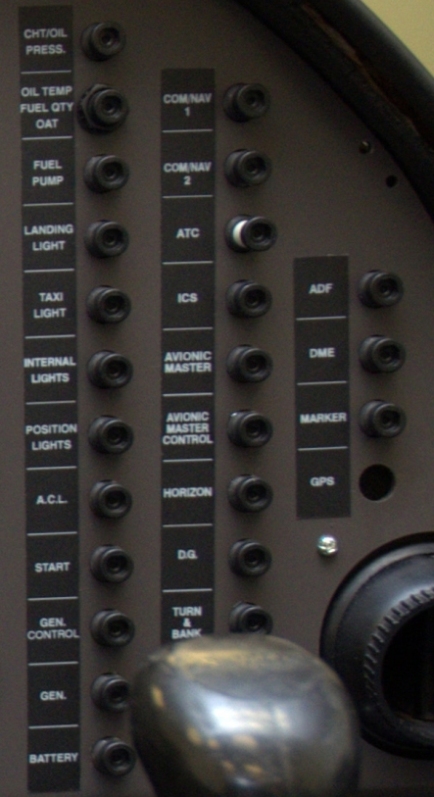 CHT/OIL
PRESS.
OIL TEMP
FUEL QTY
OAT
FUEL
PUMP
LANDING
LIGHT
TAXI
LIGHT
INTERNAL
LIGHTS
POSITION
LIGHTS
A.C.L.
START
GEN.
CONTROL
GEN.
BATTERY
COM/NAV
1
COM/NAV
2
ATC
ICS
AVIONIC
MASTER
AVIONIC
MASTER
CONTROL
HORIZON
D.G.
TURN
&
BANK
ADF
DME
MARKER
GPS